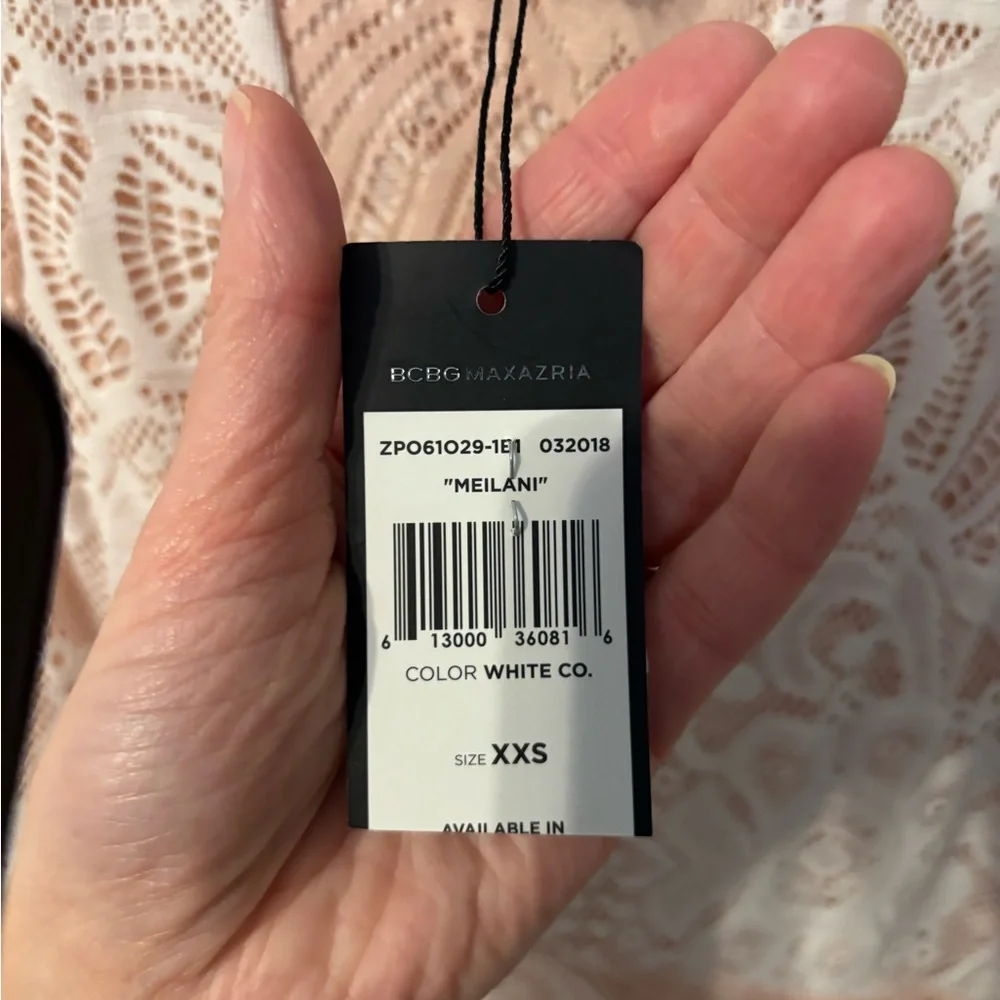 BCBGMAXAZRIA
ZPO61O29-1E1 032018
"MEILANI"
6 13000 36081 6
COLOR WHITE CO.
SIZE XXS
AVAILABLE IN